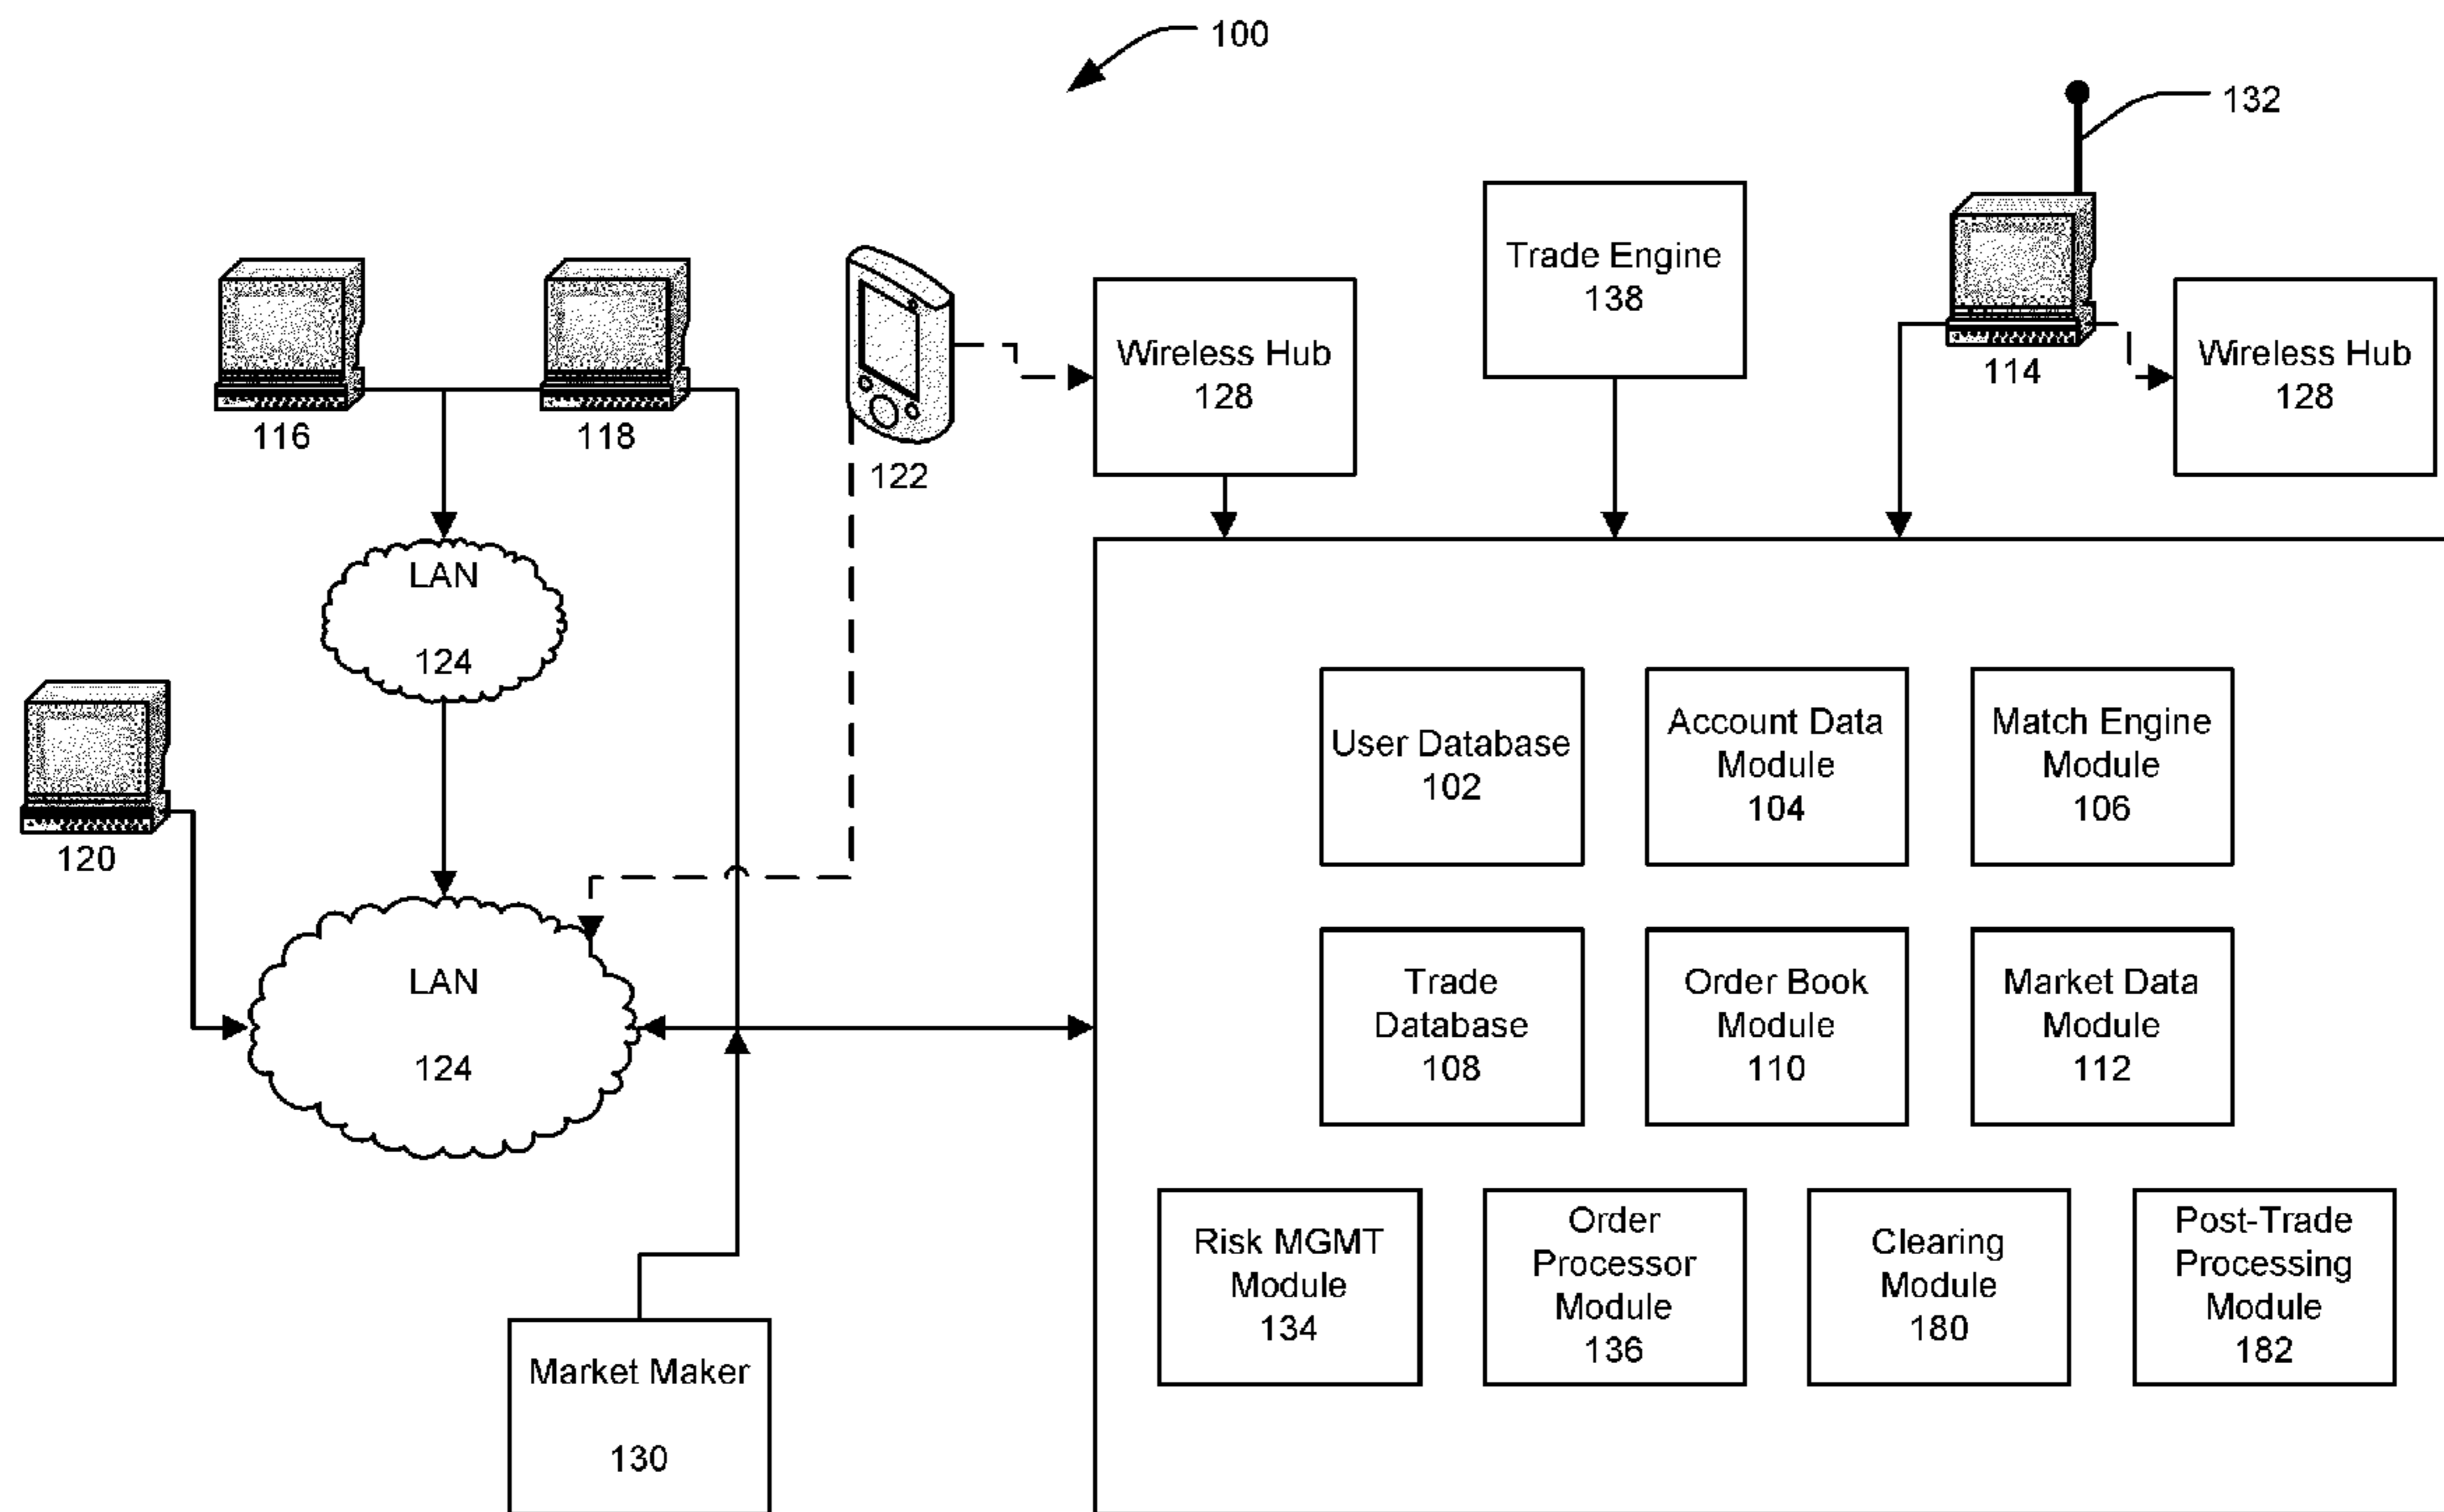 100
132
Trade Engine
138
Wireless Hub
128
114
Wireless Hub
128
116
118
122
LAN
124
120
User Database
102
Account Data
Module
104
Match Engine
Module
106
LAN
124
Trade
Database
108
Order Book
Module
110
Market Data
Module
112
Risk MGMT
Module
134
Order
Processor
Module
136
Clearing
Module
180
Post-Trade
Processing
Module
182
Market Maker
130